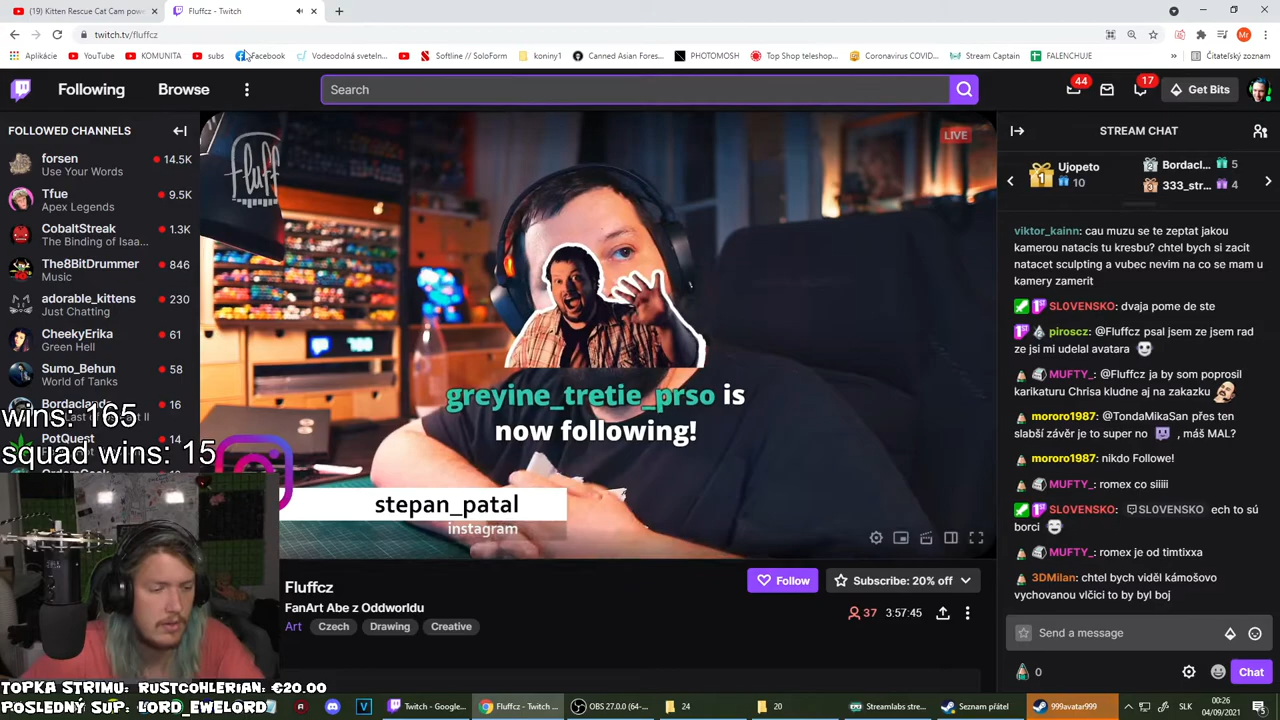 (19) Kitten Rescue Cat Cam powe
Fluffcz - Twitch
twitch.tv/fluffcz
Aplikácie
YouTube
KOMUNITA
subs
Facebook
Vodeodolná sveteln...
Softline // SoloForm
koniny1
Canned Asian Fores...
PHOTOMOSH
Top Shop teleshop...
Coronavirus COVID...
Stream Captain
FALENCHUJE
Čitateľský zoznam
Following
Browse
Search
44
17
Get Bits
FOLLOWED CHANNELS
forsen
14.5K
Use Your Words
Tfue
9.5K
Apex Legends
CobaltStreak
1.3K
The Binding of Isaa...
The8BitDrummer
846
Music
adorable_kittens
230
Just Chatting
CheekyErika
61
Green Hell
Sumo_Behun
58
World of Tanks
Bordacland
16
PotQuest
14
wins: 165
squad wins: 15
fluff
LIVE
greyine_tretie_prso is
now following!
stepan_patal
instagram
Fluffcz
FanArt Abe z Oddworldu
Art
Czech
Drawing
Creative
Follow
Subscribe: 20% off
37
3:57:45
STREAM CHAT
1
Ujopeto
10
2
Bordacl...
5
3
333_str...
4
viktor_kainn: cau muzu se te zeptat jakou
kamerou natacis tu kresbu? chtel bych si zacit
natacet sculpting a vubec nevim na co se mam u
kamery zamerit
SL0VENSKO: dvaja pome de ste
piroscz: @Fluffcz psal jsem ze jsem rad
ze jsi mi udelal avatara
MUFTY_: @Fluffcz ja by som poprosil
karikaturu Chrisa kludne aj na zakazku
mororo1987: @TondaMikaSan přes ten
slabší závěr je to super no , máš MAL?
mororo1987: nikdo Followe!
MUFTY_: romex co siiiii
SL0VENSKO: SL0VENSKO ech to sú
borci
MUFTY_: romex je od timtixxa
3DMilan: chtel bych viděl kámošovo
vychovanou vlčici to by byl boj
Send a message
0
Chat
TOPKA STRIMU: RUSTCOHLERIAN: €20.00
POSLEDNÝ SUP: LORD_EWELORD
Twitch - Google...
Fluffcz - Twitch ...
OBS 27.0.0 (64-...
24
20
Streamlabs stre...
Seznam přátel
999avatar999
SLK
00:26
04/09/2021